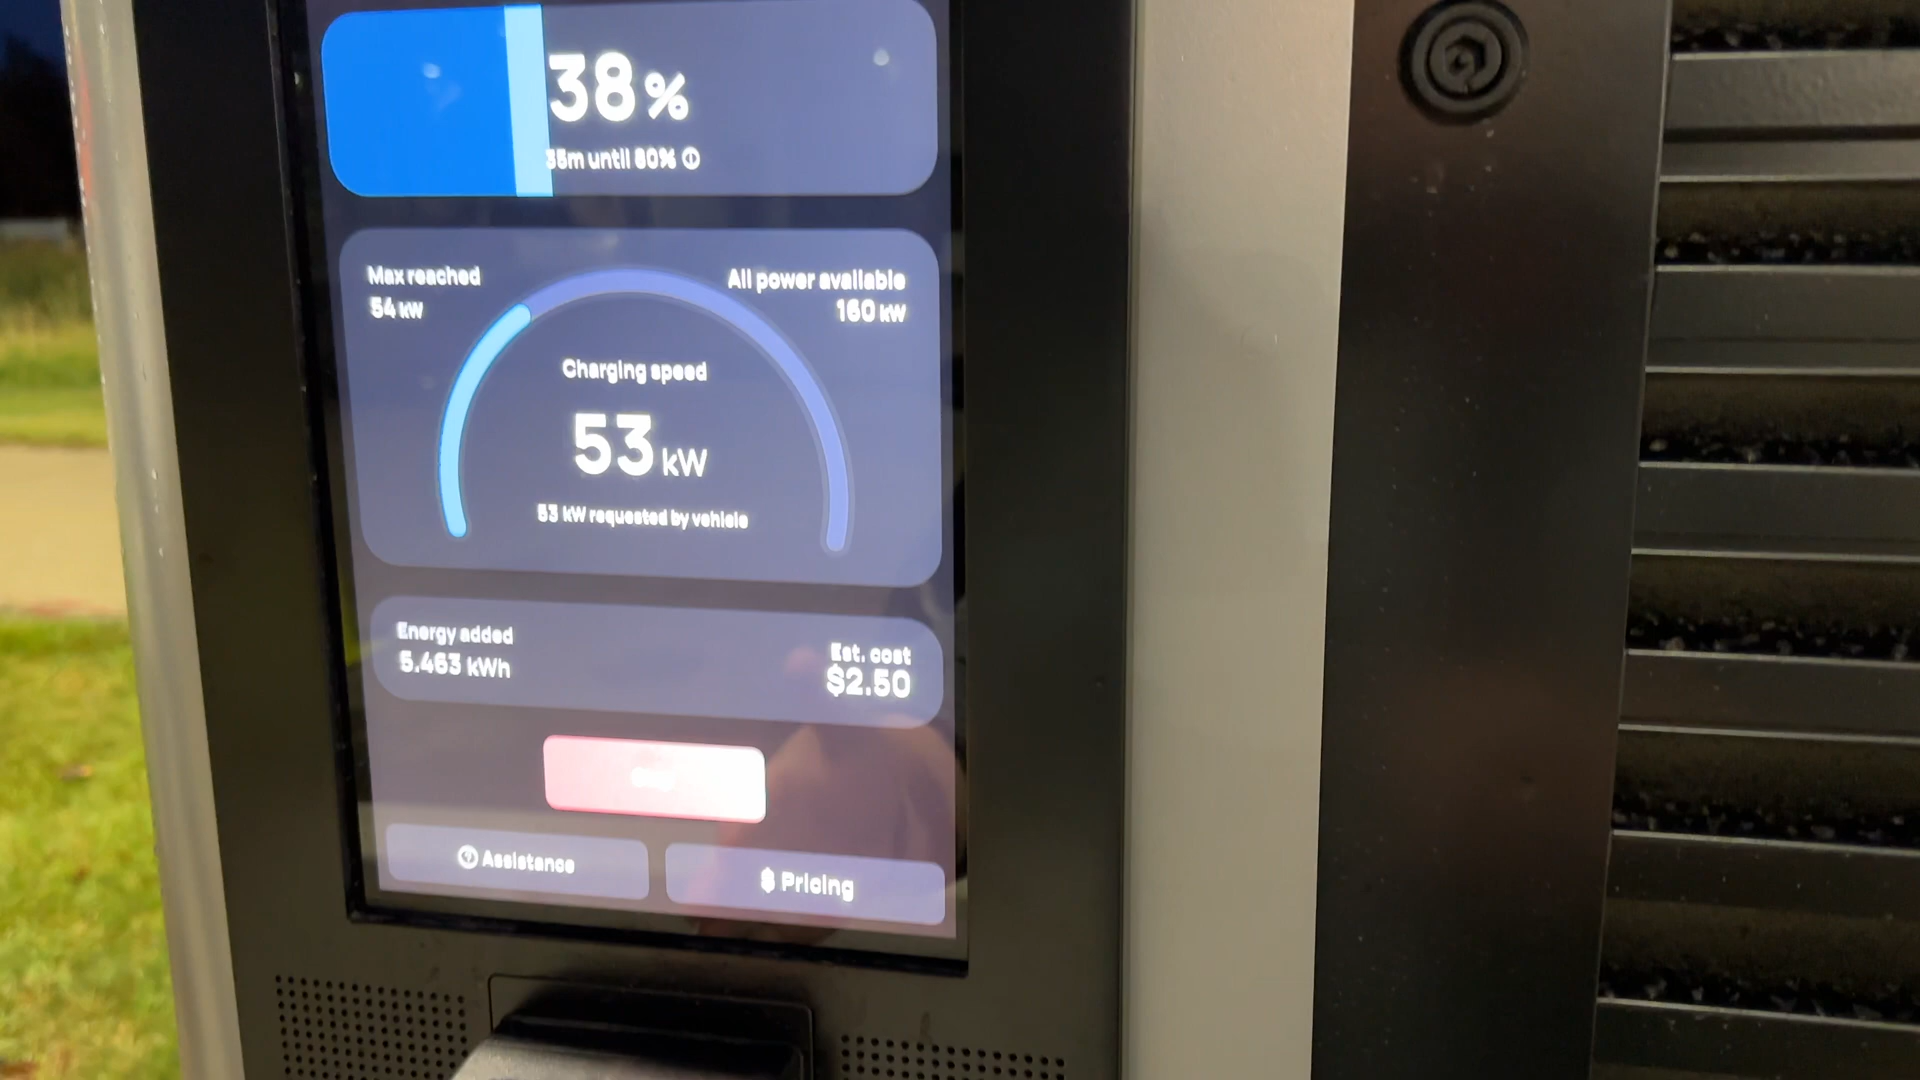 38%
35m until 80%
Max reached
54 kW
All power available
160 kW
Charging speed
53 kW
53 kW requested by vehicle
Energy added
5.463 kWh
Est. cost
$2.50
Assistance
$ Pricing